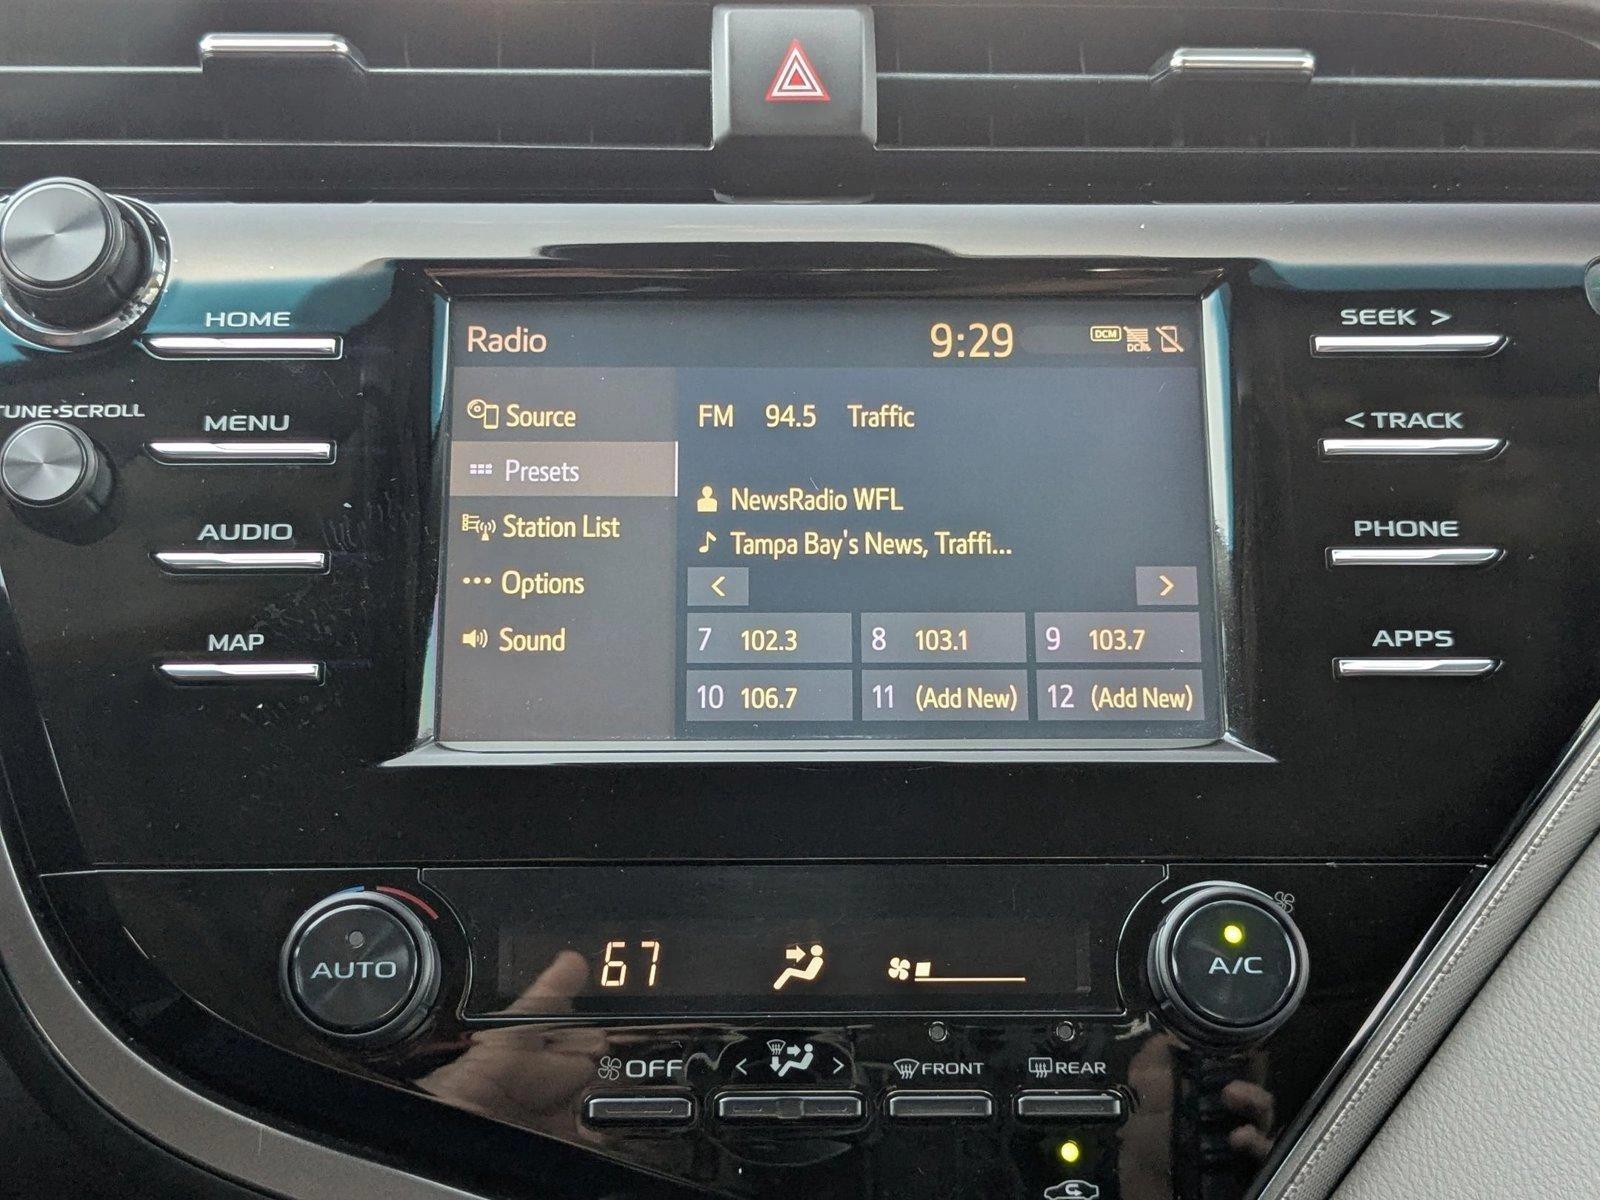 HOME
TUNE•SCROLL
MENU
AUDIO
MAP
Radio 9:29 DCM DCM
Source
Presets
Station List
Options
Sound
FM 94.5 Traffic
NewsRadio WFL
Tampa Bay's News, Traffi...
< >
7 102.3 8 103.1 9 103.7
10 106.7 11 (Add New) 12 (Add New)
SEEK >
< TRACK
PHONE
APPS
AUTO 67 A/C
OFF < > FRONT REAR